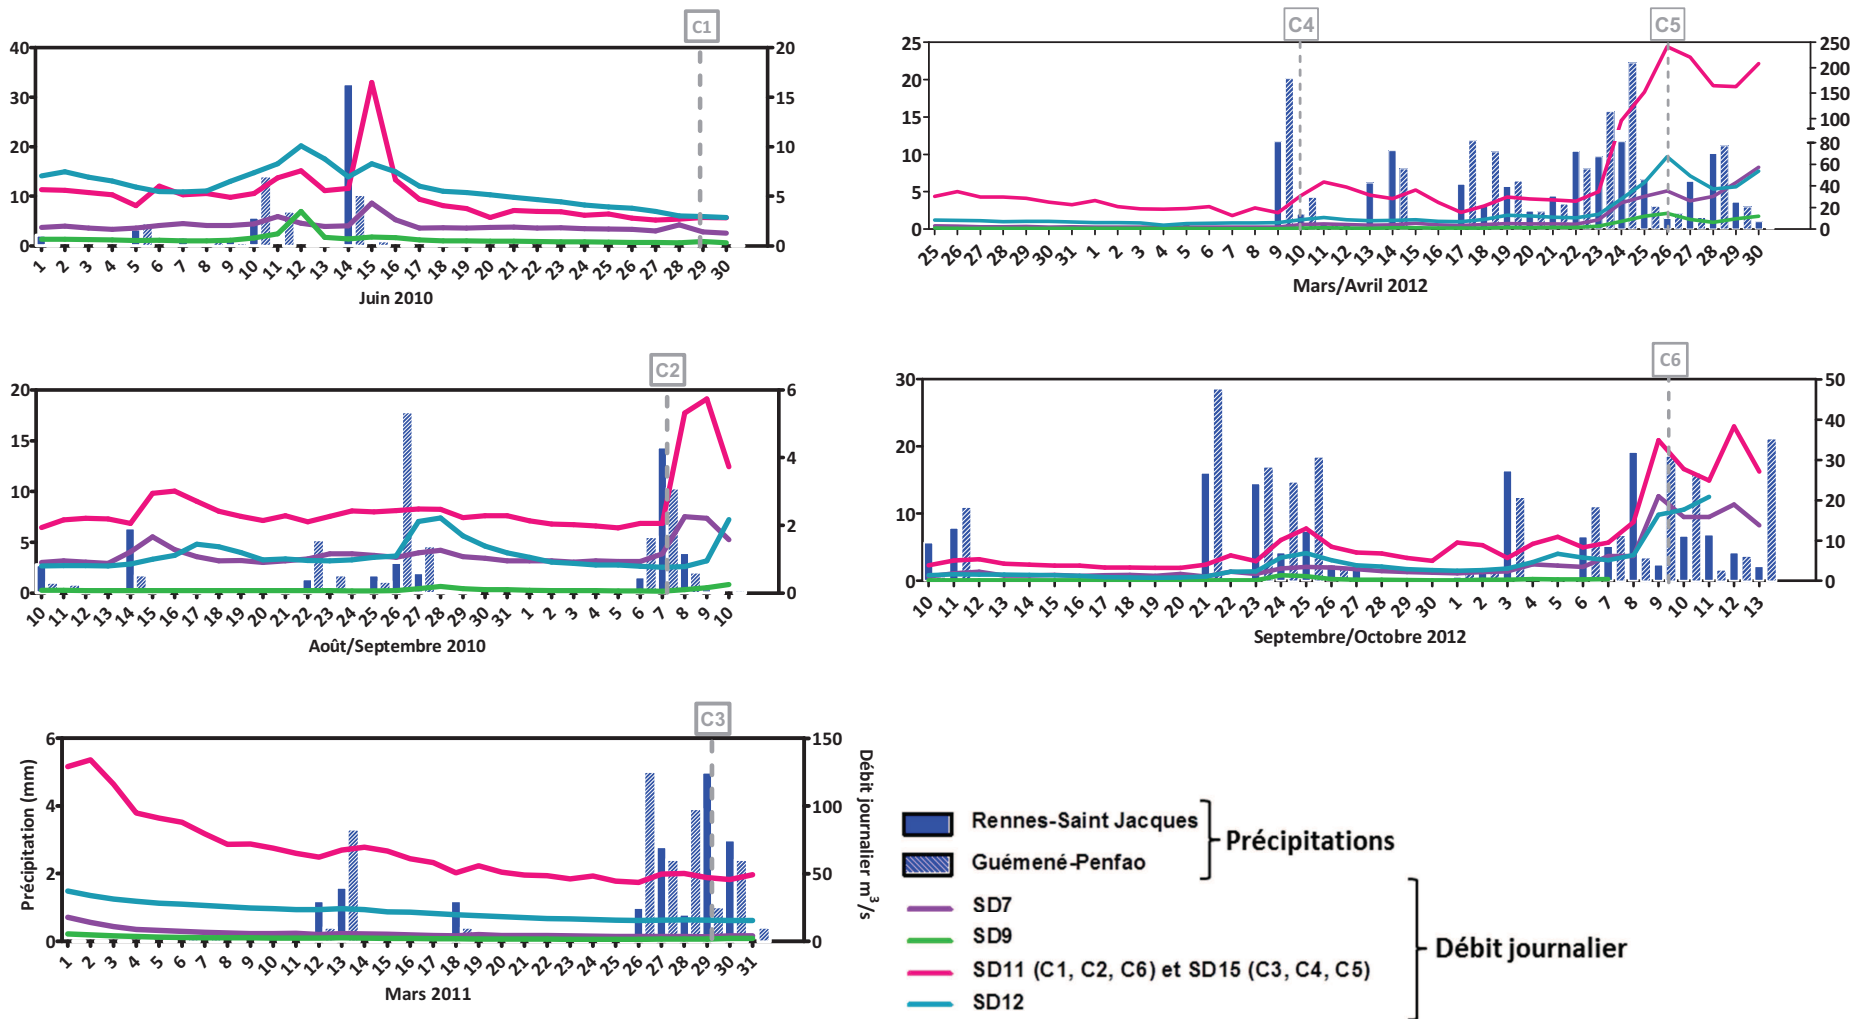 C1
40
30
20
10
0
20
15
10
5
0
1 2 3 4 5 6 7 8 9 10 11 12 13 14 15 16 17 18 19 20 21 22 23 24 25 26 27 28 29 30
Juin 2010
C4
C5
25
20
15
10
5
0
250
200
150
100
80
60
40
20
0
25 26 27 28 29 30 31 1 2 3 4 5 6 7 8 9 10 11 12 13 14 15 16 17 18 19 20 21 22 23 24 25 26 27 28 29 30
Mars/Avril 2012
C2
20
15
10
5
0
6
4
2
0
10 11 12 13 14 15 16 17 18 19 20 21 22 23 24 25 26 27 28 29 30 31 1 2 3 4 5 6 7 8 9 10
Août/Septembre 2010
C6
30
20
10
0
50
40
30
20
10
0
10 11 12 13 14 15 16 17 18 19 20 21 22 23 24 25 26 27 28 29 30 1 2 3 4 5 6 7 8 9 10 11 12 13
Septembre/Octobre 2012
C3
Précipitation (mm)
6
4
2
0
150
100
50
0
Débit journalier m³/s
1 2 3 4 5 6 7 8 9 10 11 12 13 14 15 16 17 18 19 20 21 22 23 24 25 26 27 28 29 30 31
Mars 2011
Rennes-Saint Jacques
Guémené-Penfao
Précipitations
SD7
SD9
SD11 (C1, C2, C6) et SD15 (C3, C4, C5)
SD12
Débit journalier